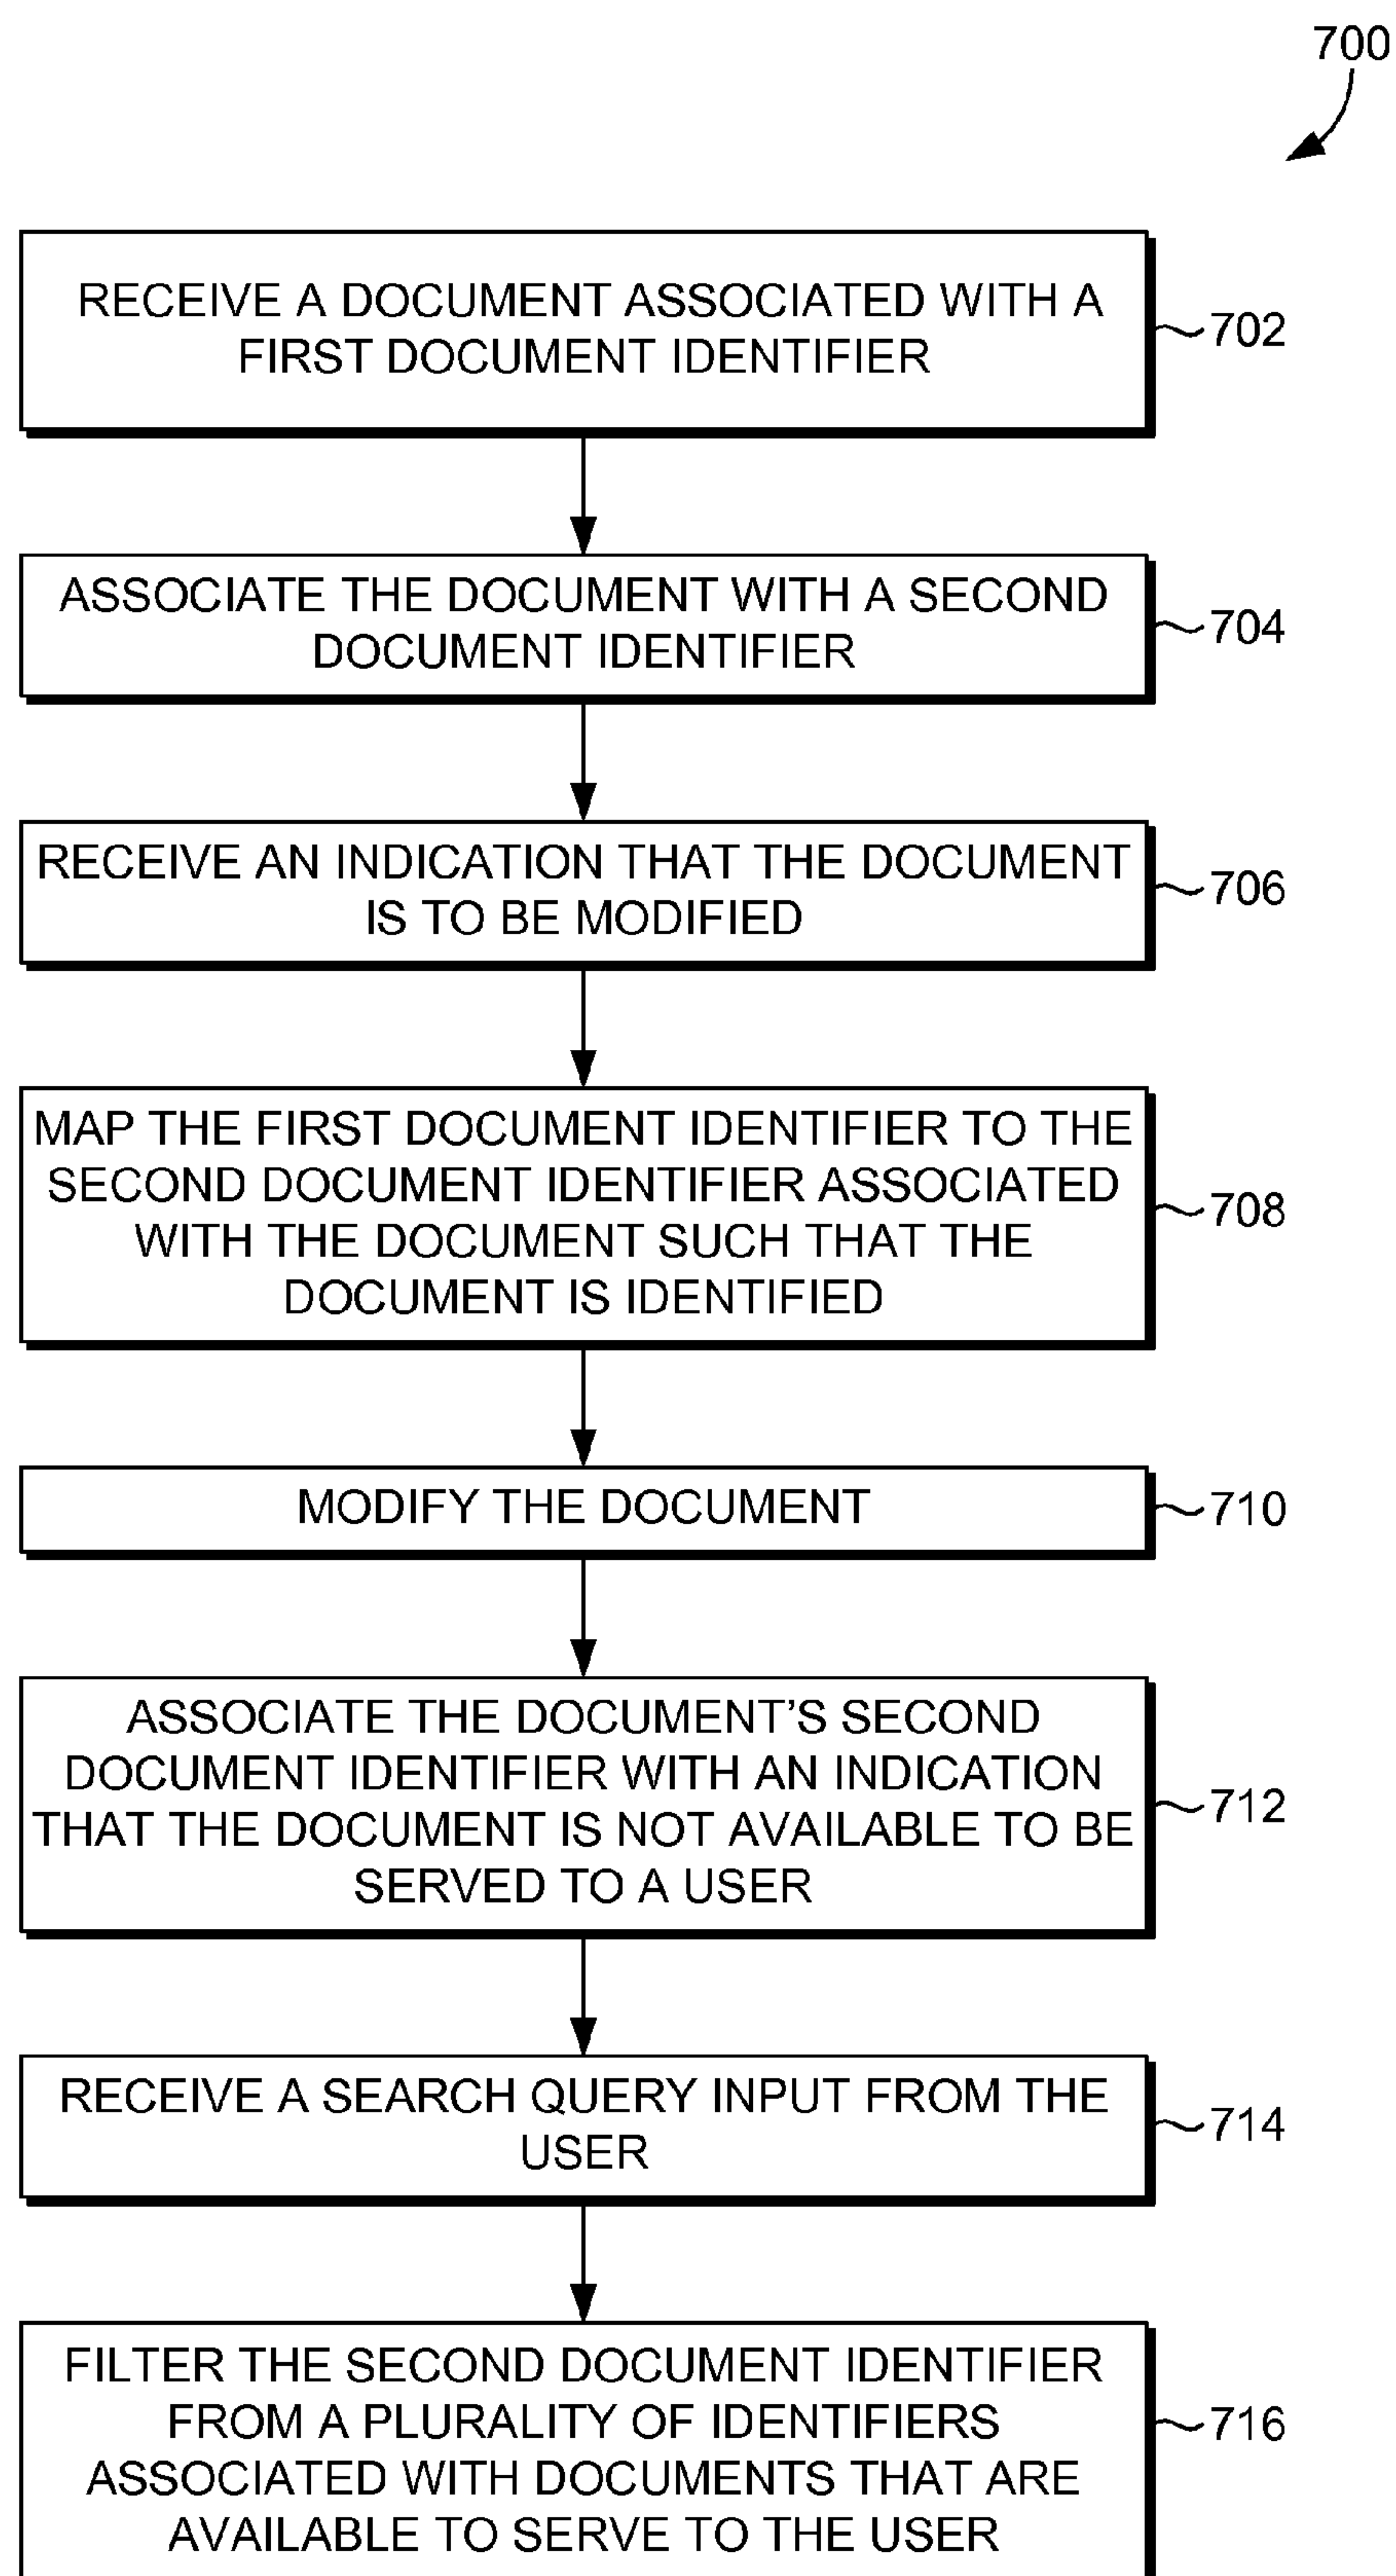 700
RECEIVE A DOCUMENT ASSOCIATED WITH A
FIRST DOCUMENT IDENTIFIER
702
ASSOCIATE THE DOCUMENT WITH A SECOND
DOCUMENT IDENTIFIER
704
RECEIVE AN INDICATION THAT THE DOCUMENT
IS TO BE MODIFIED
706
MAP THE FIRST DOCUMENT IDENTIFIER TO THE
SECOND DOCUMENT IDENTIFIER ASSOCIATED
WITH THE DOCUMENT SUCH THAT THE
DOCUMENT IS IDENTIFIED
708
MODIFY THE DOCUMENT
710
ASSOCIATE THE DOCUMENT’S SECOND
DOCUMENT IDENTIFIER WITH AN INDICATION
THAT THE DOCUMENT IS NOT AVAILABLE TO BE
SERVED TO A USER
712
RECEIVE A SEARCH QUERY INPUT FROM THE
USER
714
FILTER THE SECOND DOCUMENT IDENTIFIER
FROM A PLURALITY OF IDENTIFIERS
ASSOCIATED WITH DOCUMENTS THAT ARE
AVAILABLE TO SERVE TO THE USER
716